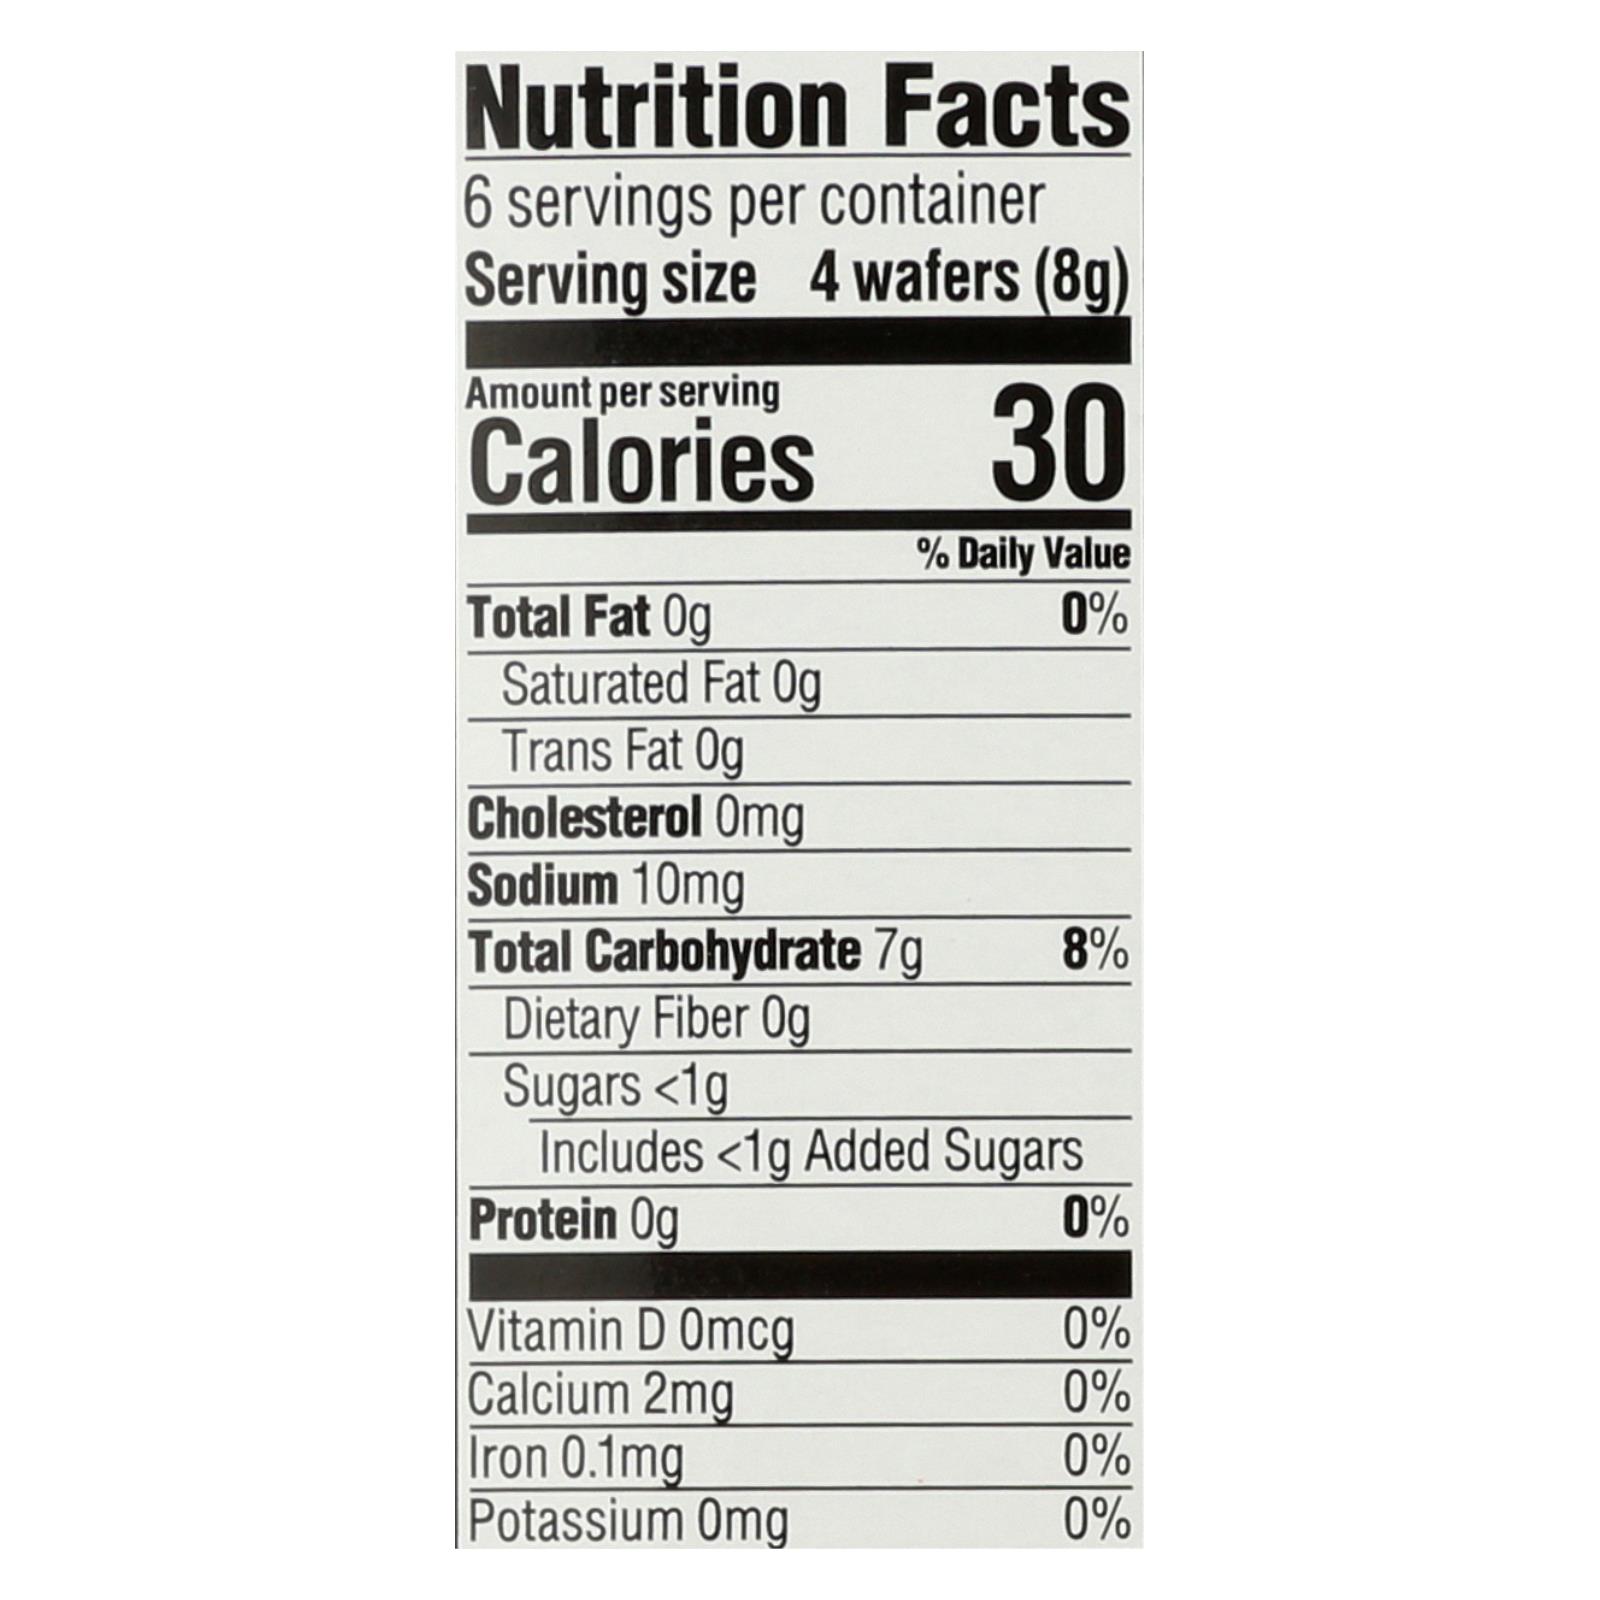 Nutrition Facts
6 servings per container
Serving size 4 wafers (8g)
Amount per serving
Calories 30
% Daily Value
Total Fat 0g 0%
Saturated Fat 0g
Trans Fat 0g
Cholesterol 0mg
Sodium 10mg
Total Carbohydrate 7g 8%
Dietary Fiber 0g
Sugars <1g
Includes <1g Added Sugars
Protein 0g 0%
Vitamin D 0mcg 0%
Calcium 2mg 0%
Iron 0.1mg 0%
Potassium 0mg 0%